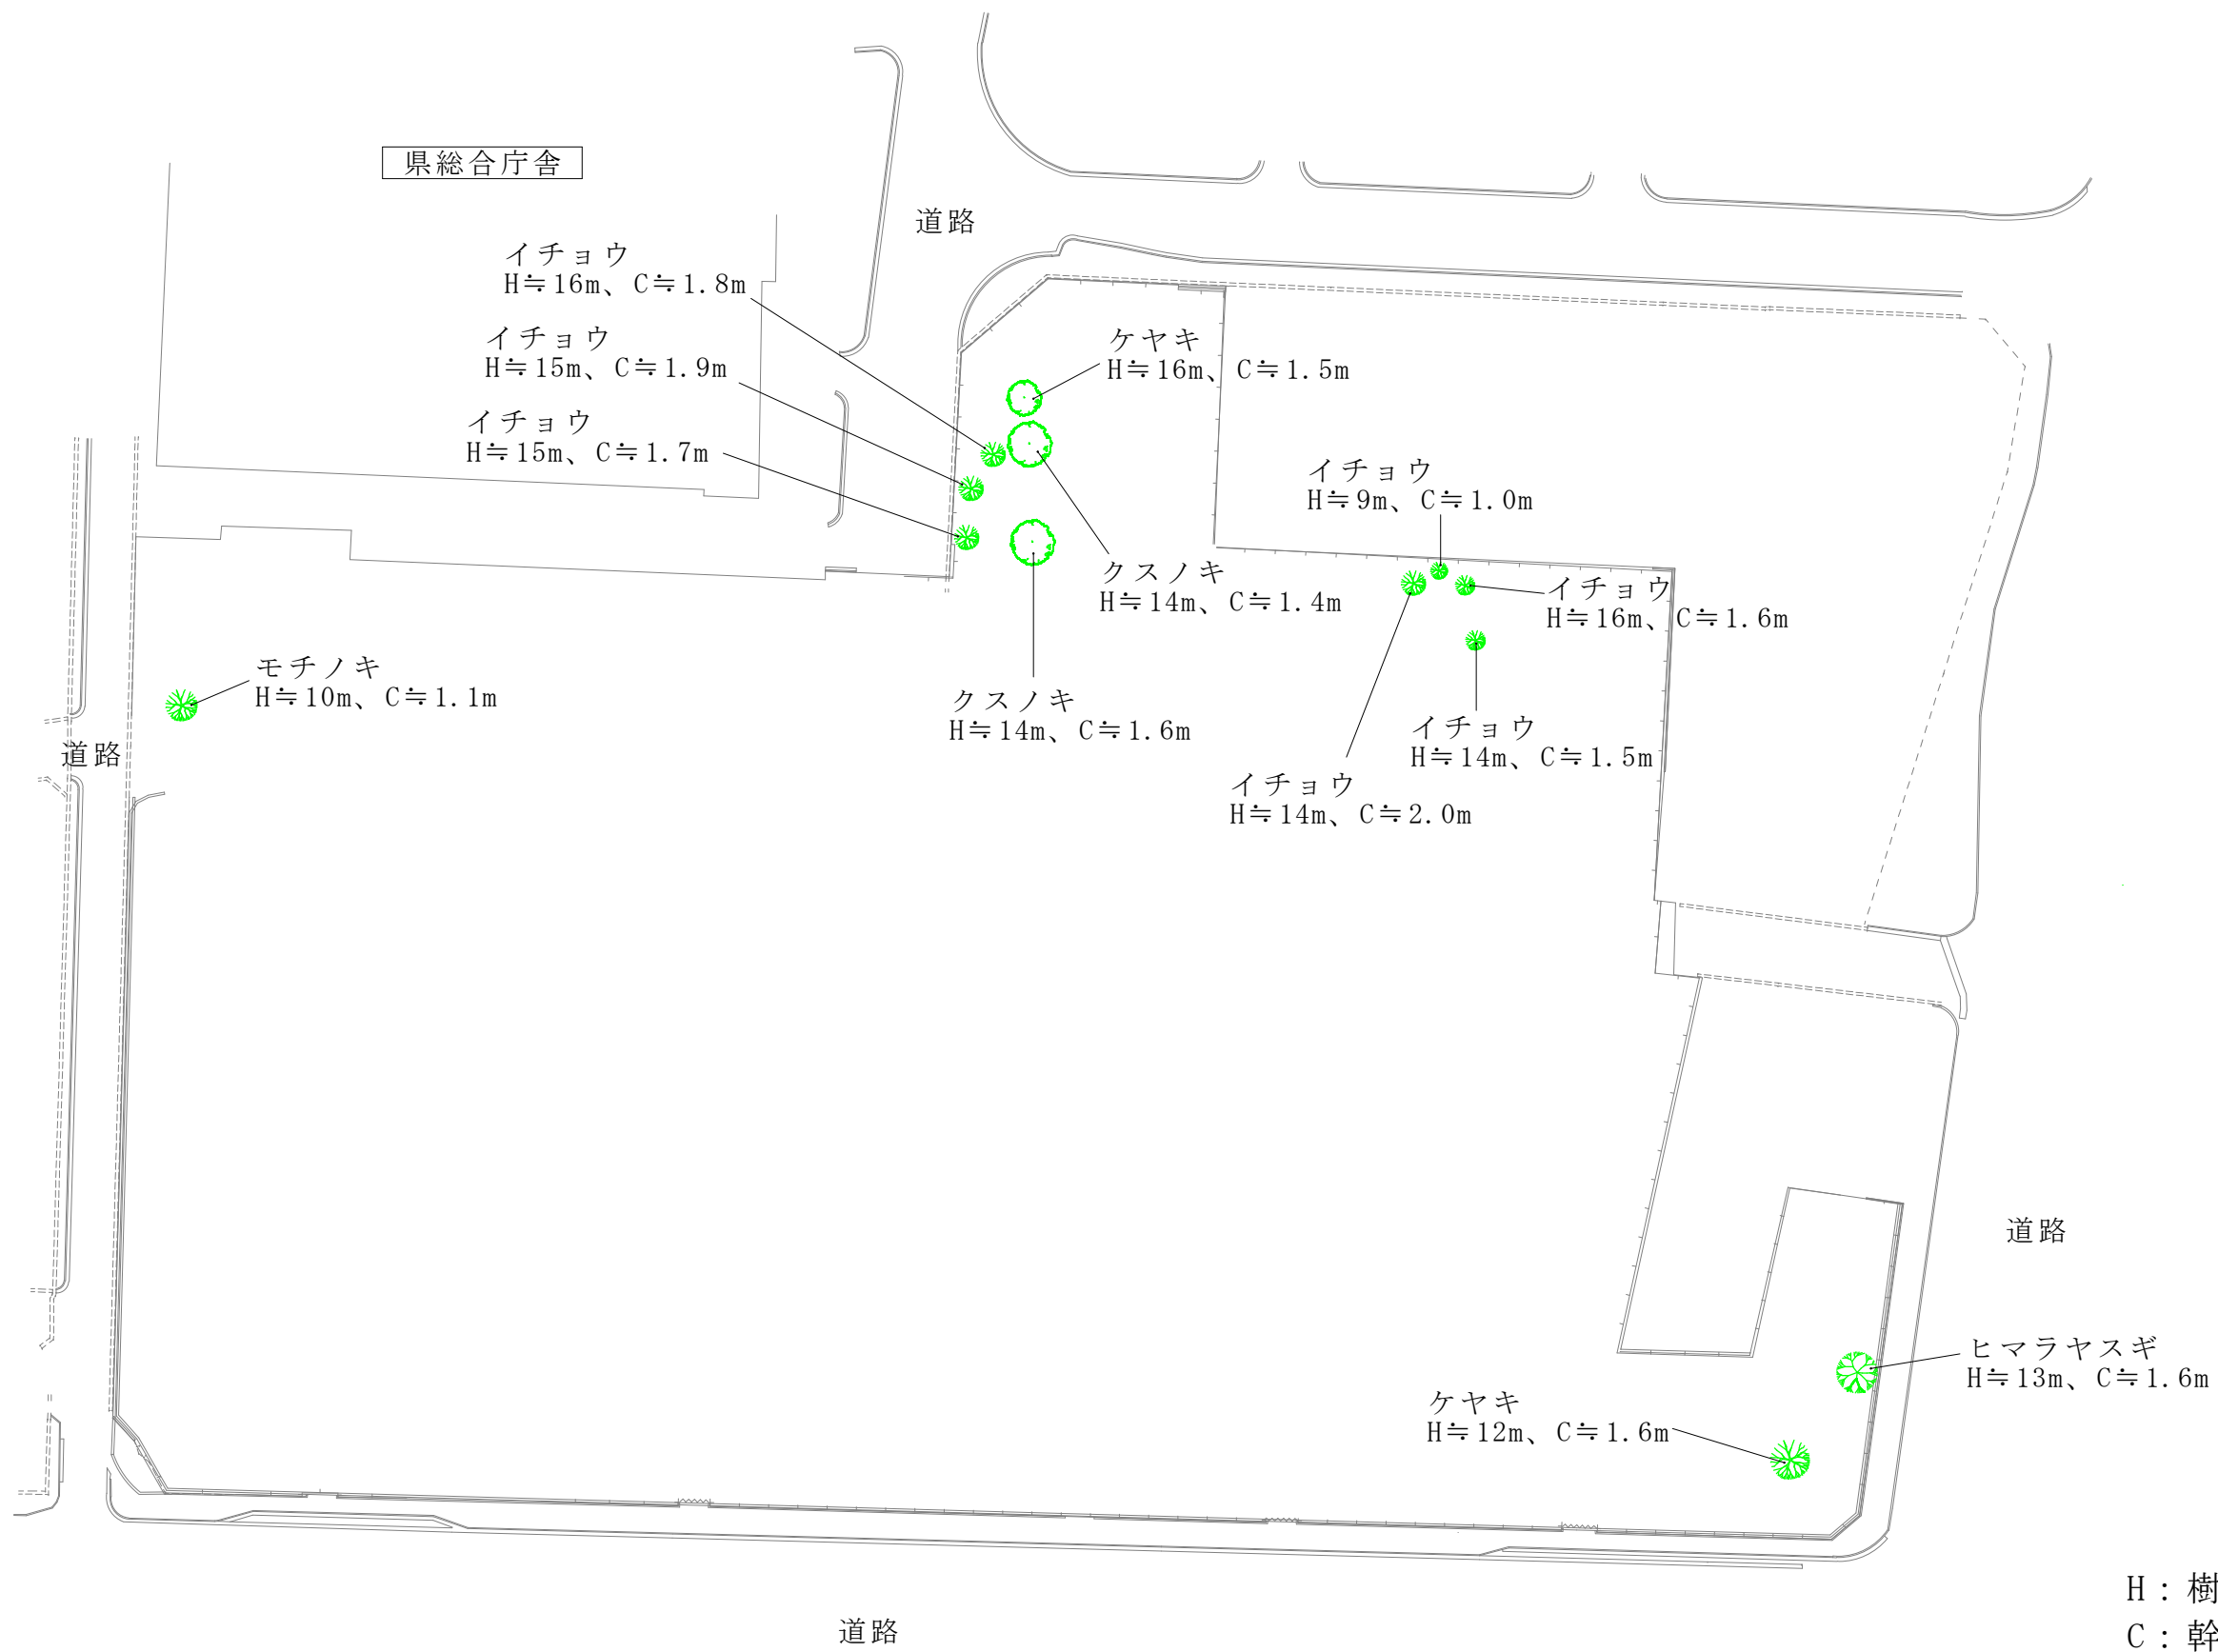 県総合庁舎
道路
イチョウ
H≒16m、C≒1.8m
イチョウ
H≒15m、C≒1.9m
イチョウ
H≒15m、C≒1.7m
ケヤキ
H≒16m、C≒1.5m
クスノキ
H≒14m、C≒1.4m
クスノキ
H≒14m、C≒1.6m
イチョウ
H≒9m、C≒1.0m
イチョウ
H≒16m、C≒1.6m
イチョウ
H≒14m、C≒1.5m
イチョウ
H≒14m、C≒2.0m
モチノキ
H≒10m、C≒1.1m
道路
道路
ヒマラヤスギ
H≒13m、C≒1.6m
ケヤキ
H≒12m、C≒1.6m
H：樹
C：幹
道路